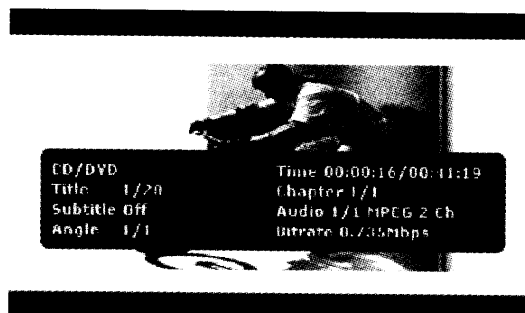 CD/DVD
Time 00:00:16/00:41:19
Title 1/20
Chapter 1/1
Subtitle Off
Audio 1/1 MPEG 2 Ch
Angle 1/1
Bitrate 0.735Mbps